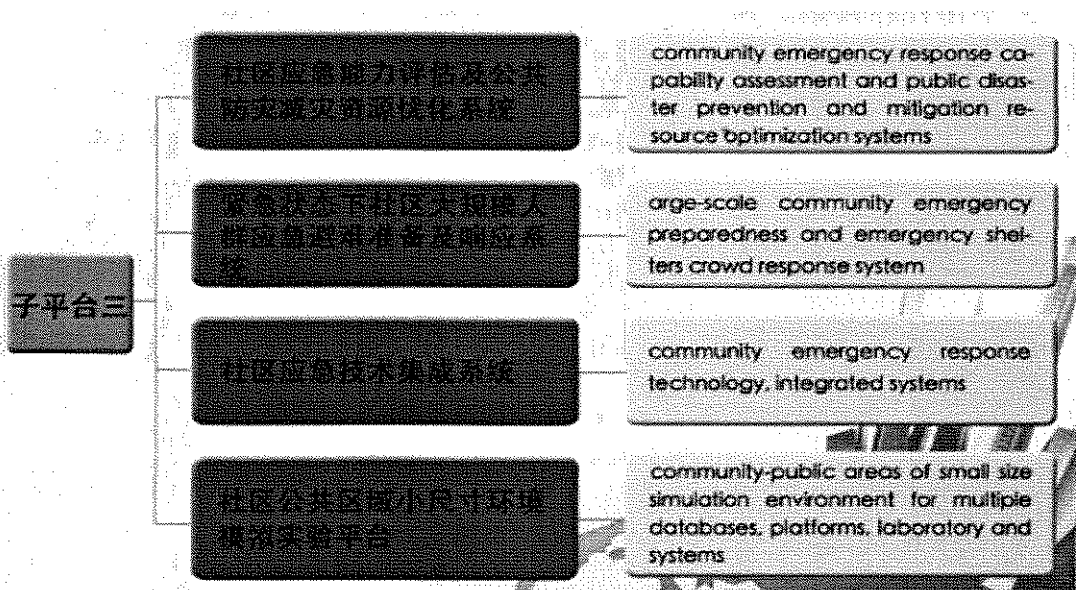 子平台三
社区应急能力评估及公共
防灾减灾资源优化系统
community emergency response ca-
pability assessment and public disas-
ter prevention and mitigation re-
source optimization systems
紧急状态下社区大规模人
群应急避难准备及响应系
统
arge-scale community emergency
preparedness and emergency shel-
ters crowd response system
社区应急技术集成系统
community emergency response
technology, integrated systems
社区公共区域小尺寸环境
模拟实验平台
community-public areas of small size
simulation environment for multiple
databases, platforms, laboratory and
systems